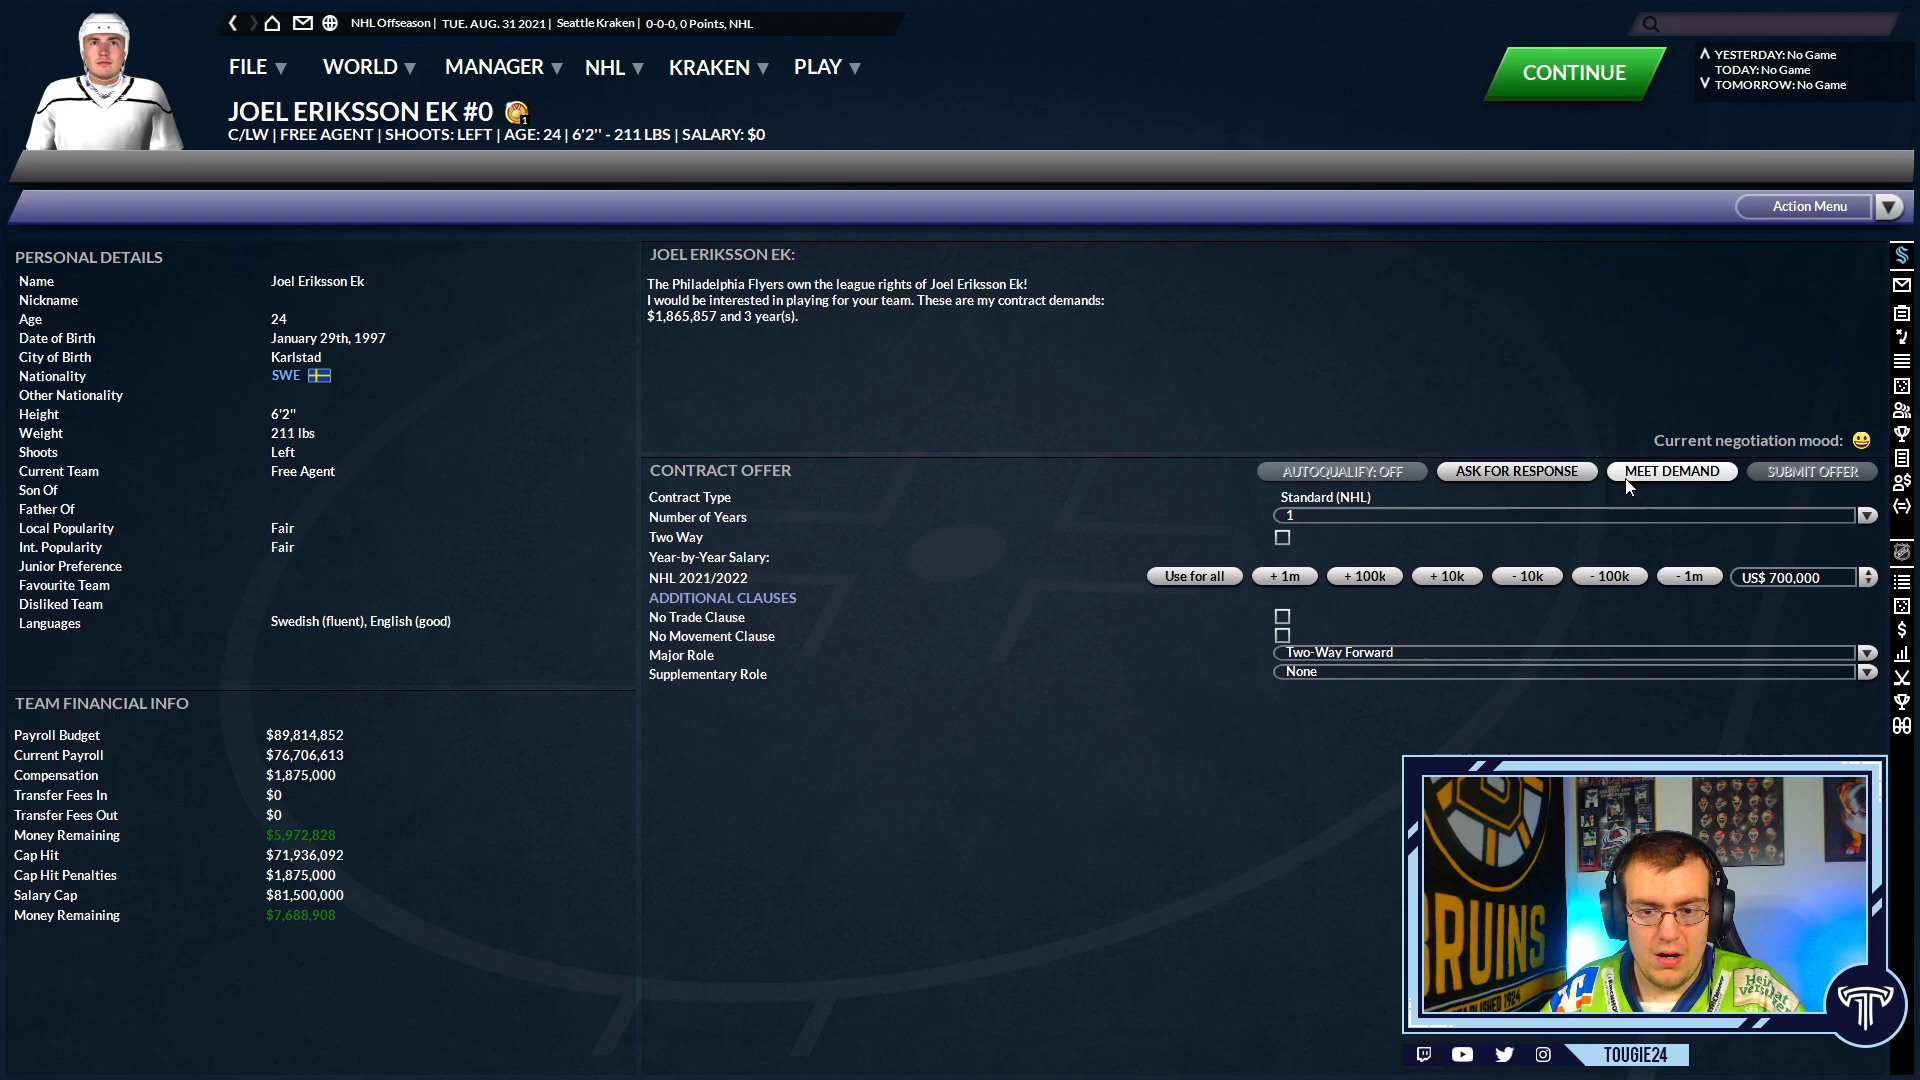 NHL Offseason | TUE. AUG. 31 2021 | Seattle Kraken | 0-0-0, 0 Points, NHL
FILE
WORLD
MANAGER
NHL
KRAKEN
PLAY
CONTINUE
YESTERDAY: No Game
TODAY: No Game
TOMORROW: No Game
JOEL ERIKSSON EK #0
1
C/LW | FREE AGENT | SHOOTS: LEFT | AGE: 24 | 6'2'' - 211 LBS | SALARY: $0
Action Menu
PERSONAL DETAILS
Name Joel Eriksson Ek
Nickname
Age 24
Date of Birth January 29th, 1997
City of Birth Karlstad
Nationality SWE
Other Nationality
Height 6'2''
Weight 211 lbs
Shoots Left
Current Team Free Agent
Son Of
Father Of
Local Popularity Fair
Int. Popularity Fair
Junior Preference
Favourite Team
Disliked Team
Languages Swedish (fluent), English (good)
TEAM FINANCIAL INFO
Payroll Budget $89,814,852
Current Payroll $76,706,613
Compensation $1,875,000
Transfer Fees In $0
Transfer Fees Out $0
Money Remaining $5,972,828
Cap Hit $71,936,092
Cap Hit Penalties $1,875,000
Salary Cap $81,500,000
Money Remaining $7,688,908
JOEL ERIKSSON EK:
The Philadelphia Flyers own the league rights of Joel Eriksson Ek!
I would be interested in playing for your team. These are my contract demands:
$1,865,857 and 3 year(s).
Current negotiation mood:
CONTRACT OFFER
AUTOQUALIFY: OFF
ASK FOR RESPONSE
MEET DEMAND
SUBMIT OFFER
Contract Type Standard (NHL)
Number of Years 1
Two Way
Year-by-Year Salary:
NHL 2021/2022 Use for all + 1m + 100k + 10k - 10k - 100k - 1m US$ 700,000
ADDITIONAL CLAUSES
No Trade Clause
No Movement Clause
Major Role Two-Way Forward
Supplementary Role None
BRUINS
TOUGIE24